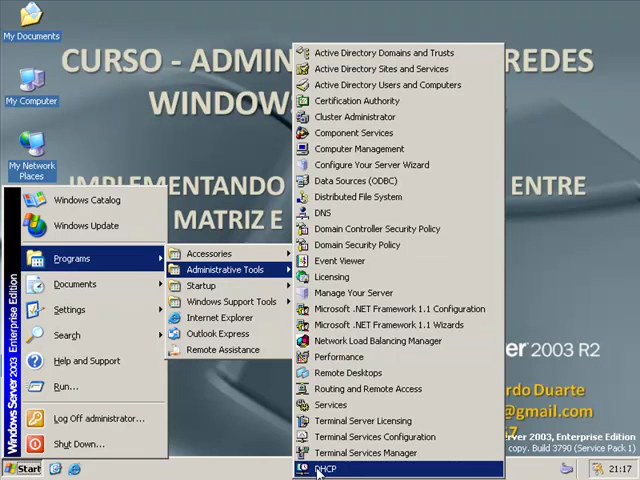 My Documents
My Computer
My Network
Places
CURSO - ADMIN
REDES
WINDOWS
IMPLEMENTANDO
ENTRE
MATRIZ E
er 2003 R2
ardo Duarte
@gmail.com
erver 2003, Enterprise Edition
copy. Build 3790 (Service Pack 1)
Windows Server 2003 Enterprise Edition
Windows Catalog
Windows Update
Programs
Documents
Settings
Search
Help and Support
Run...
Log Off administrator...
Shut Down...
Accessories
Administrative Tools
Startup
Windows Support Tools
Internet Explorer
Outlook Express
Remote Assistance
Active Directory Domains and Trusts
Active Directory Sites and Services
Active Directory Users and Computers
Certification Authority
Cluster Administrator
Component Services
Computer Management
Configure Your Server Wizard
Data Sources (ODBC)
Distributed File System
DNS
Domain Controller Security Policy
Domain Security Policy
Event Viewer
Licensing
Manage Your Server
Microsoft .NET Framework 1.1 Configuration
Microsoft .NET Framework 1.1 Wizards
Network Load Balancing Manager
Performance
Remote Desktops
Routing and Remote Access
Services
Terminal Server Licensing
Terminal Services Configuration
Terminal Services Manager
DHCP
Start
21:17